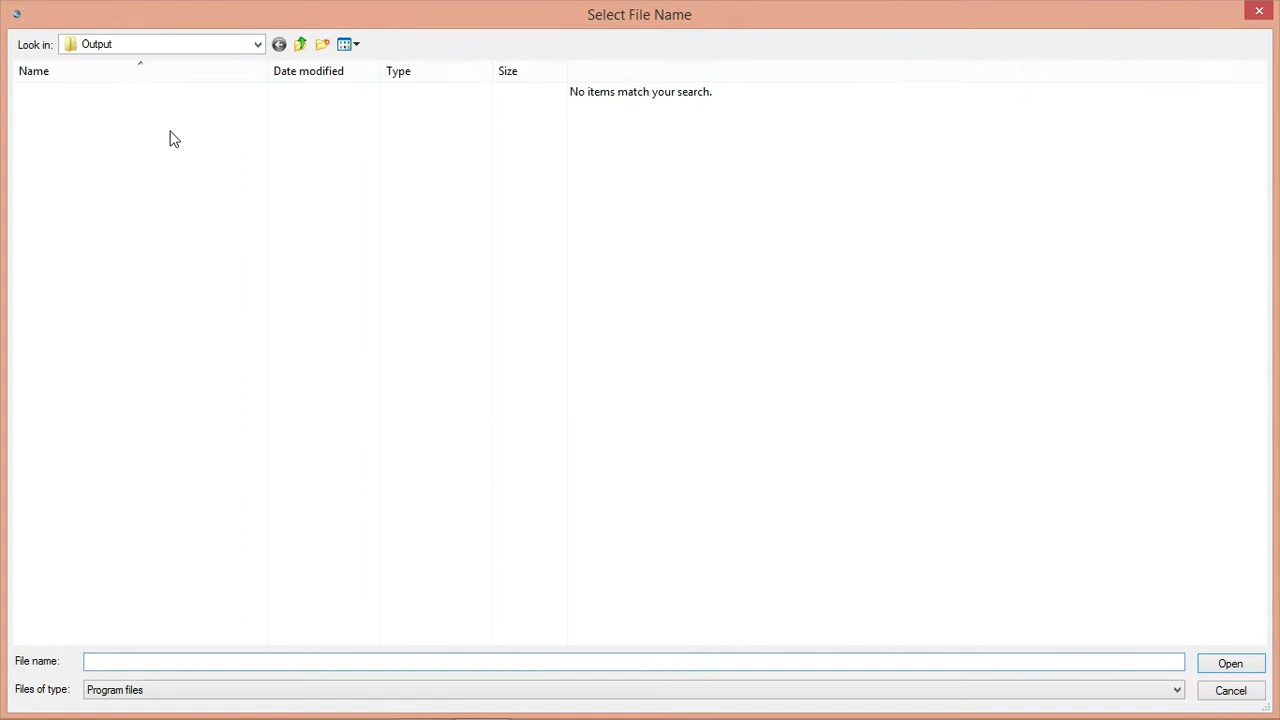 Select File Name
Look in: Output
Name Date modified Type Size
No items match your search.
File name: Open
Files of type: Program files Cancel